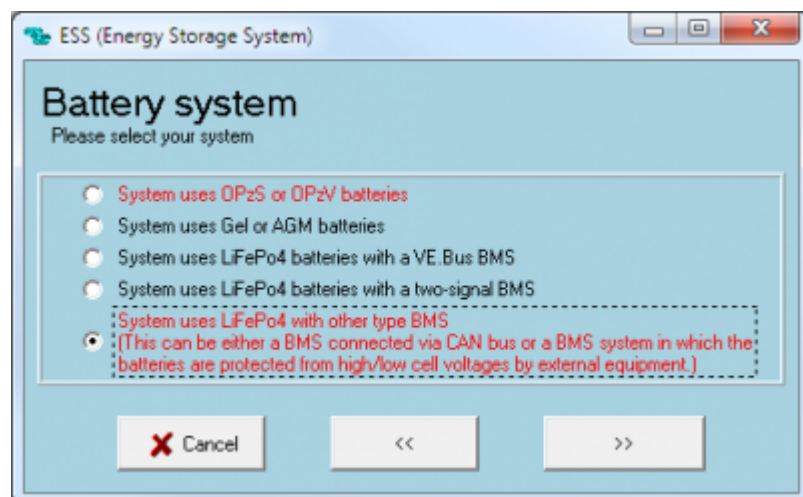 ESS (Energy Storage System)
Battery system
Please select your system
System uses OPzS or OPzV batteries
System uses Gel or AGM batteries
System uses LiFePo4 batteries with a VE.Bus BMS
System uses LiFePo4 batteries with a two-signal BMS
System uses LiFePo4 with other type BMS
(This can be either a BMS connected via CAN bus or a BMS system in which the
batteries are protected from high/low cell voltages by external equipment.)
Cancel
<<
>>